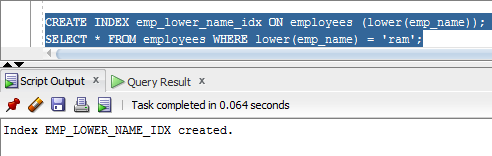 CREATE INDEX emp_lower_name_idx ON employees (lower(emp_name));
SELECT * FROM employees WHERE lower(emp_name) = 'ram';
Script Output x Query Result x
Task completed in 0.064 seconds
Index EMP_LOWER_NAME_IDX created.